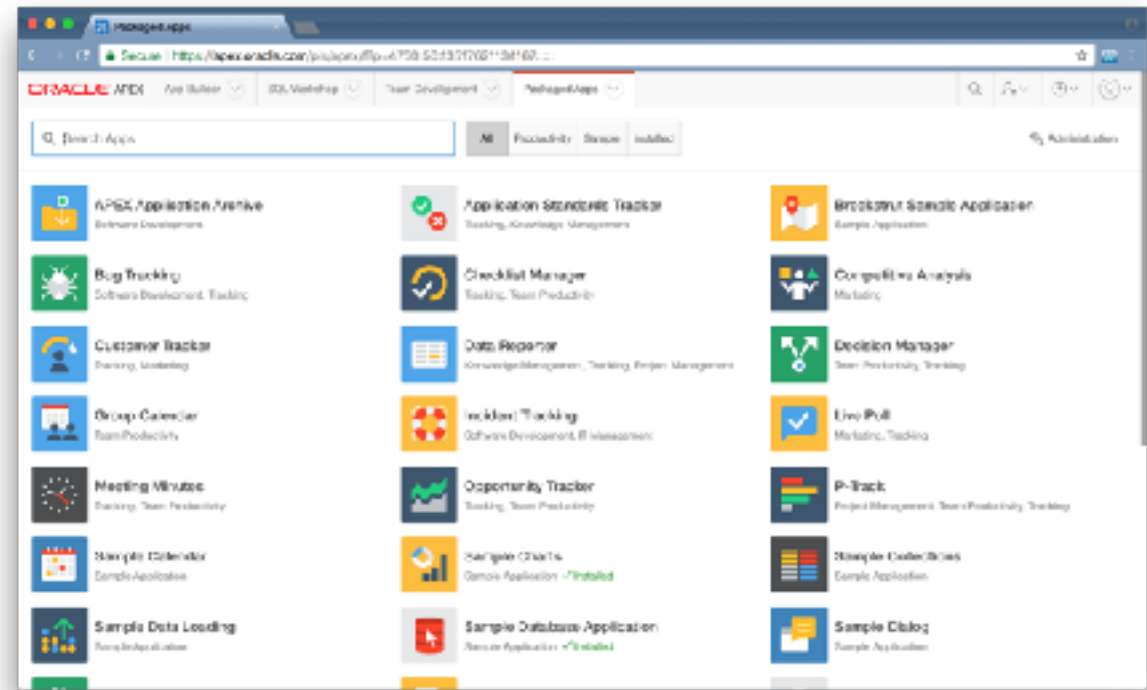 Packaged Apps
Secure https://apex.oracle.com/pls/apex/
ORACLE APEX App Builder SQL Workshop Team Development Packaged Apps
Search Apps All Productivity Sample Installed Administration
APEX Application Archive Application Standards Tracker Brookstrut Sample Application
Software Development Tracking, Knowledge Management Sample Application
Bug Tracking Checklist Manager Competitive Analysis
Software Development, Tracking Tracking, Team Productivity Marketing
Customer Tracker Data Reporter Decision Manager
Tracking, Marketing Knowledge Management, Tracking, Project Management Team Productivity, Tracking
Group Calendar Incident Tracking Live Poll
Team Productivity Software Development, IT Management Marketing, Tracking
Meeting Minutes Opportunity Tracker P-Track
Tracking, Team Productivity Tracking, Team Productivity Project Management, Team Productivity, Tracking
Sample Calendar Sample Charts Sample Collections
Sample Application Sample Application Installed Sample Application
Sample Data Loading Sample Database Application Sample Dialog
Sample Application Sample Application Installed Sample Application